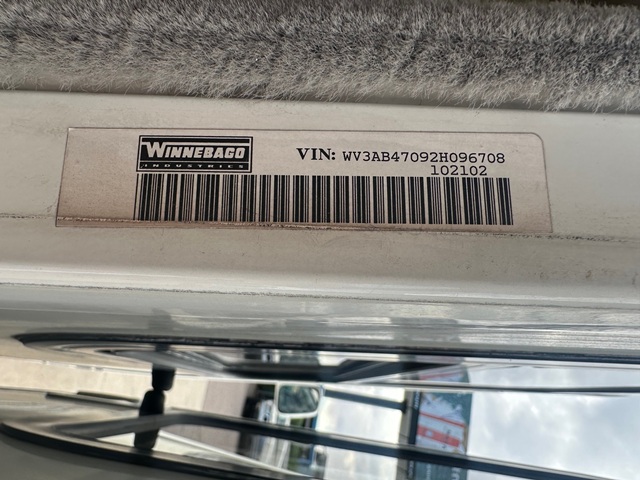 WINNEBAGO
INDUSTRIES
VIN: WV3AB47092H096708
102102